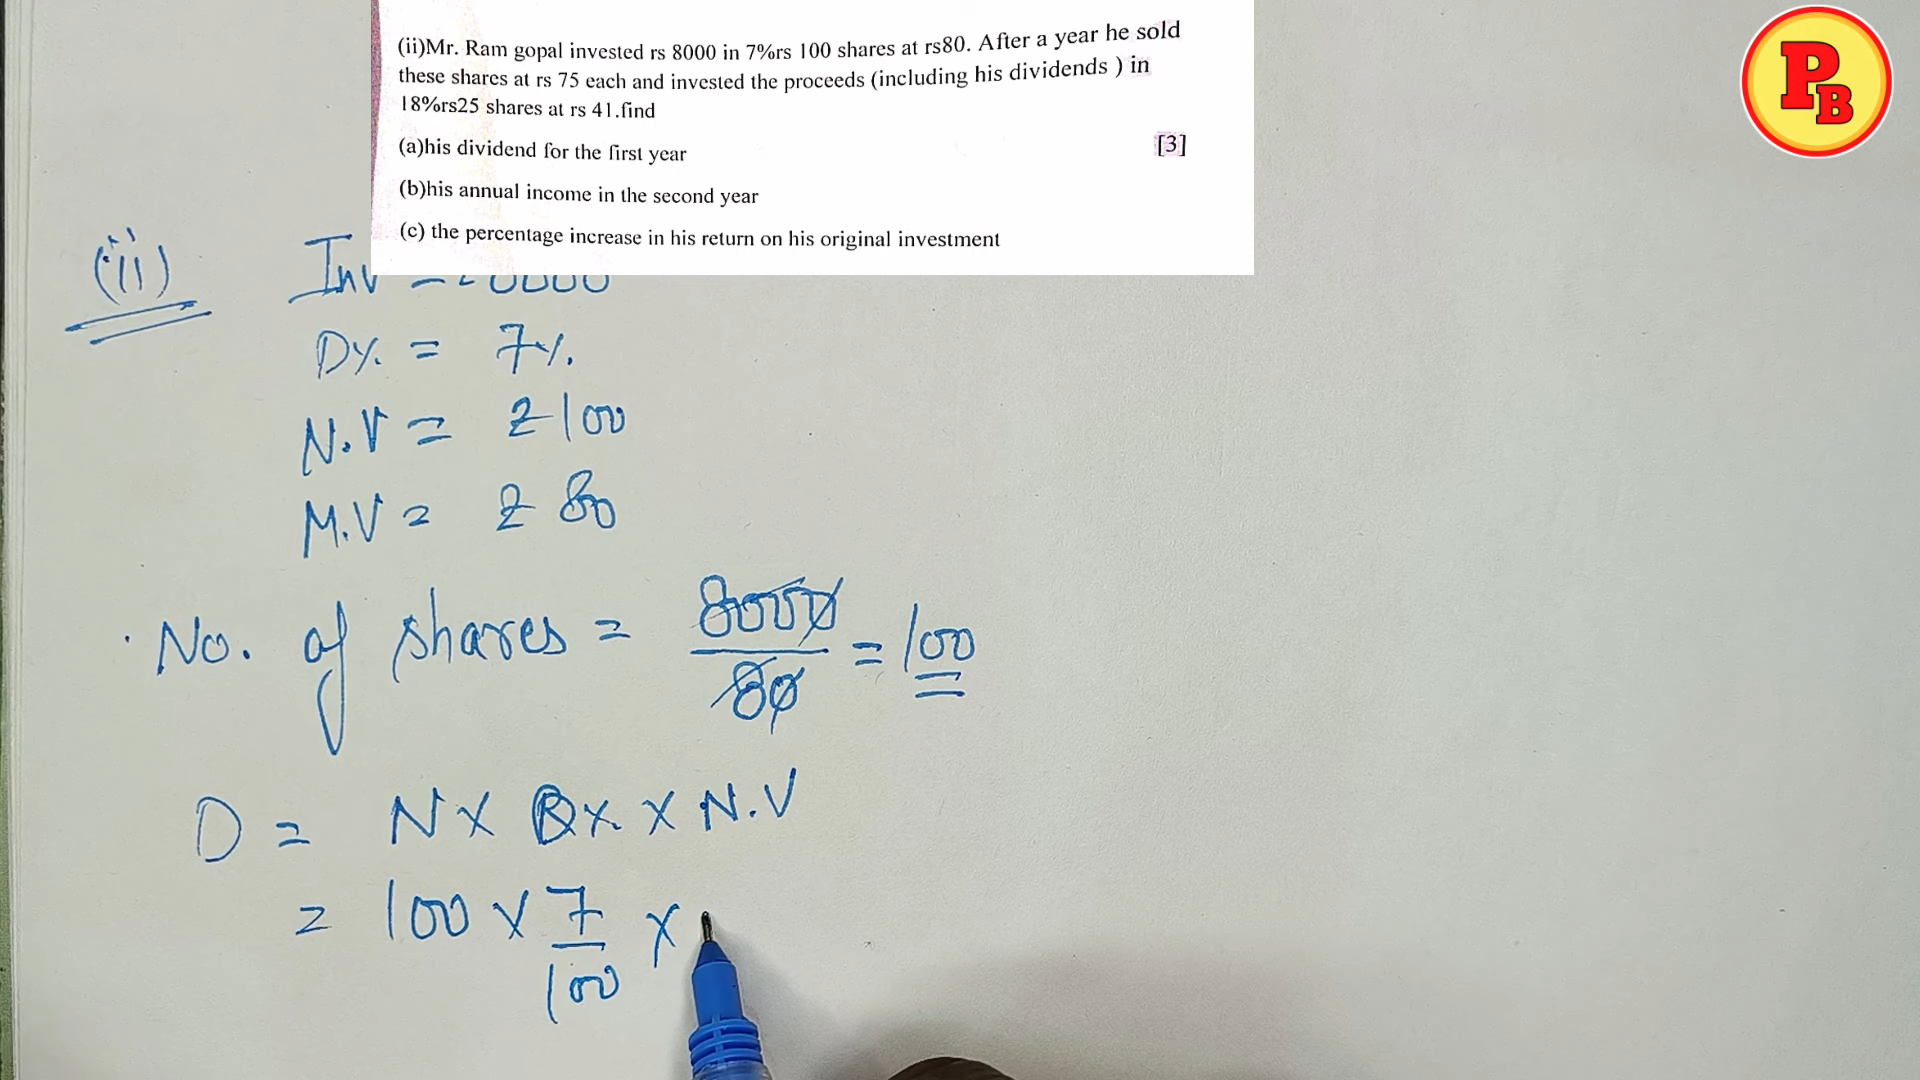 (ii)Mr. Ram gopal invested rs 8000 in 7%rs 100 shares at rs80. After a year he sold
these shares at rs 75 each and invested the proceeds (including his dividends ) in
18%rs25 shares at rs 41.find
(a)his dividend for the first year [3]
(b)his annual income in the second year
(c) the percentage increase in his return on his original investment
PB
(ii) Inv = ₹8000
D% = 7%.
N.V = ₹100
M.V = ₹80
No. of shares = 8000/80 = 100
D = N × D% × N.V
= 100 × 7/100 ×